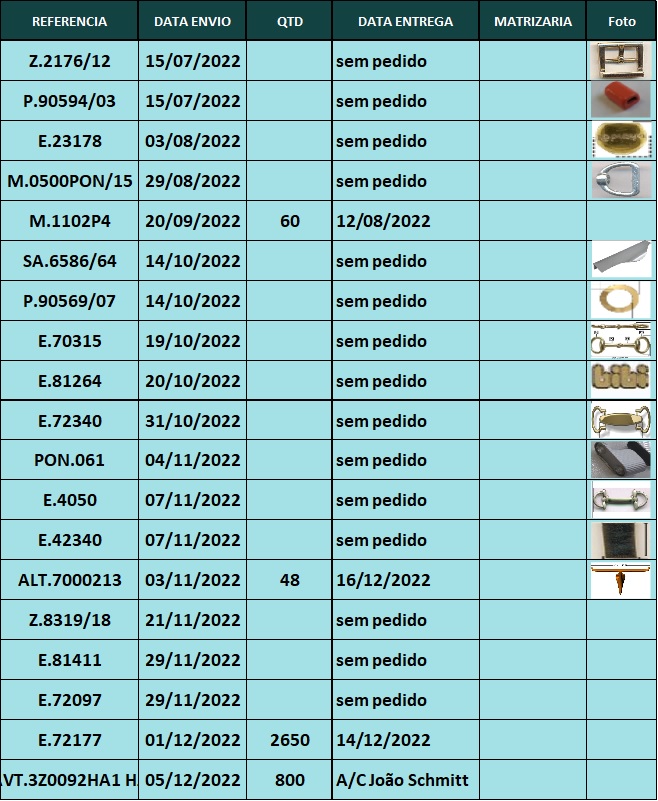 REFERENCIA DATA ENVIO QTD DATA ENTREGA MATRIZARIA Foto
Z.2176/12 15/07/2022 sem pedido
P.90594/03 15/07/2022 sem pedido
E.23178 03/08/2022 sem pedido
M.0500PON/15 29/08/2022 sem pedido
M.1102P4 20/09/2022 60 12/08/2022
SA.6586/64 14/10/2022 sem pedido
P.90569/07 14/10/2022 sem pedido
E.70315 19/10/2022 sem pedido
E.81264 20/10/2022 sem pedido bibi
E.72340 31/10/2022 sem pedido
PON.061 04/11/2022 sem pedido
E.4050 07/11/2022 sem pedido
E.42340 07/11/2022 sem pedido
ALT.7000213 03/11/2022 48 16/12/2022
Z.8319/18 21/11/2022 sem pedido
E.81411 29/11/2022 sem pedido
E.72097 29/11/2022 sem pedido
E.72177 01/12/2022 2650 14/12/2022
VT.3Z0092HA1 H 05/12/2022 800 A/C João Schmitt